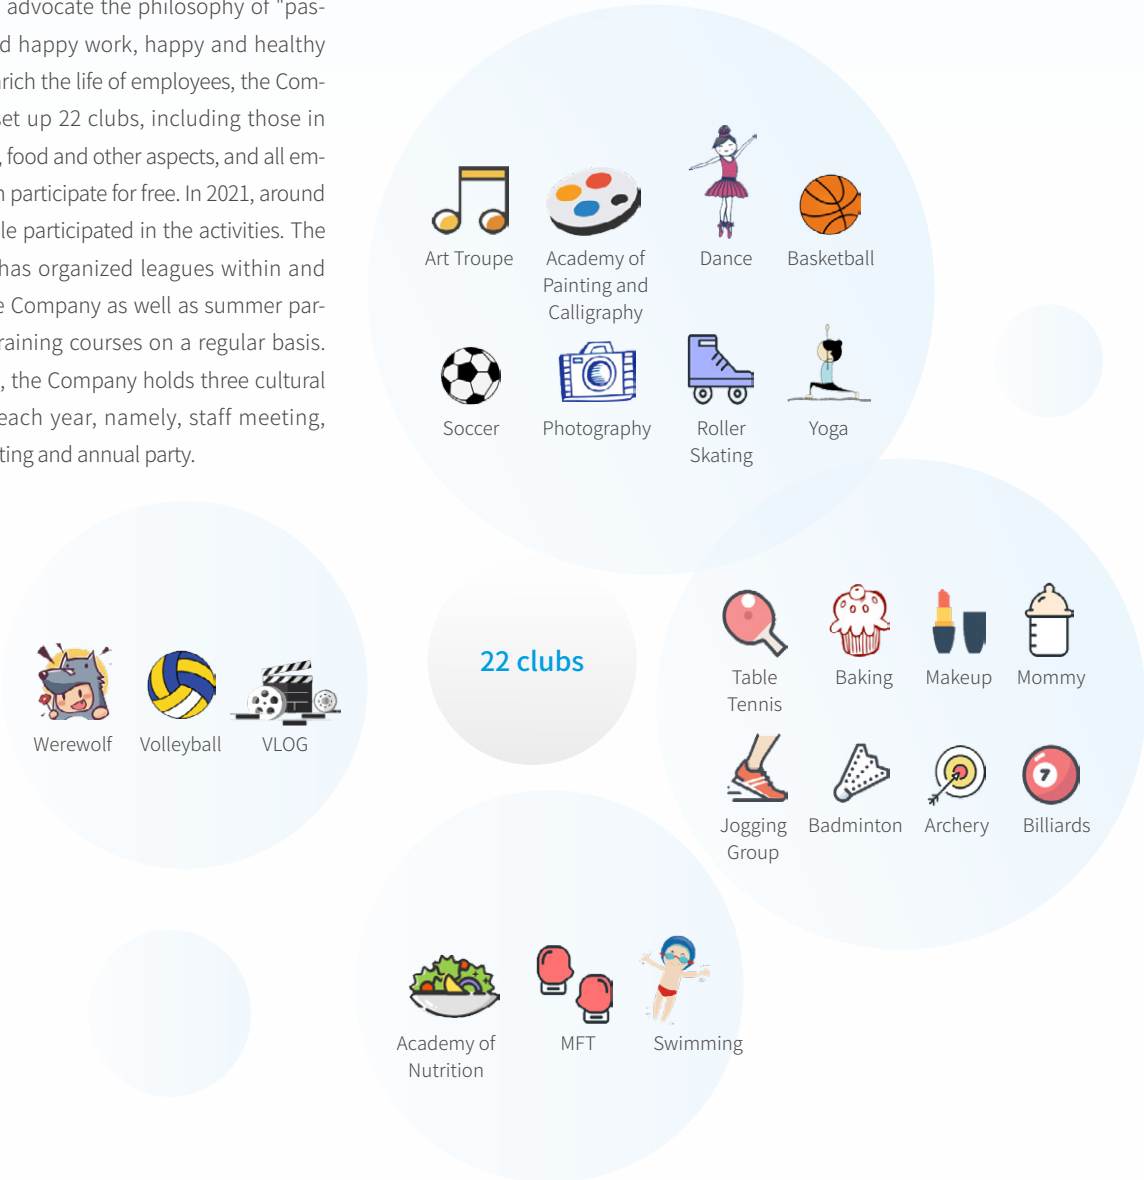 advocate the philosophy of "pas-
d happy work, happy and healthy
rich the life of employees, the Com-
set up 22 clubs, including those in
, food and other aspects, and all em-
participate for free. In 2021, around
le participated in the activities. The
has organized leagues within and
e Company as well as summer par-
raining courses on a regular basis.
, the Company holds three cultural
each year, namely, staff meeting,
ting and annual party.
Art Troupe
Academy of
Painting and
Calligraphy
Dance
Basketball
Soccer
Photography
Roller
Skating
Yoga
22 clubs
Table
Tennis
Baking
Makeup
Mommy
Werewolf
Volleyball
VLOG
Jogging
Group
Badminton
Archery
7
Billiards
Academy of
Nutrition
MFT
Swimming